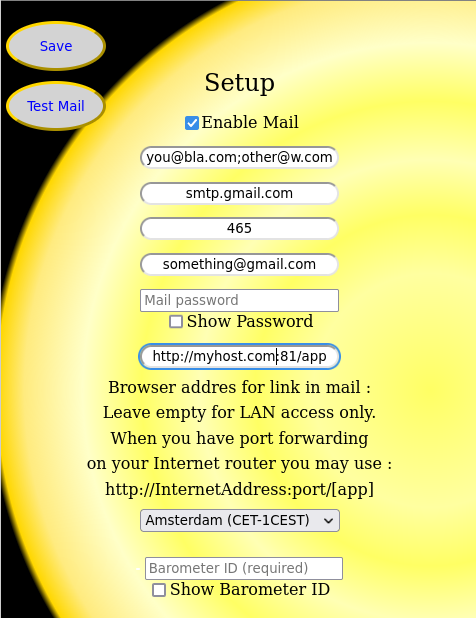 Save
Test Mail
Setup
Enable Mail
you@bla.com;other@w.com
smtp.gmail.com
465
something@gmail.com
Mail password
Show Password
http://myhost.com:81/app
Browser addres for link in mail :
Leave empty for LAN access only.
When you have port forwarding
on your Internet router you may use :
http://InternetAddress:port/[app]
Amsterdam (CET-1CEST)
Barometer ID (required)
Show Barometer ID